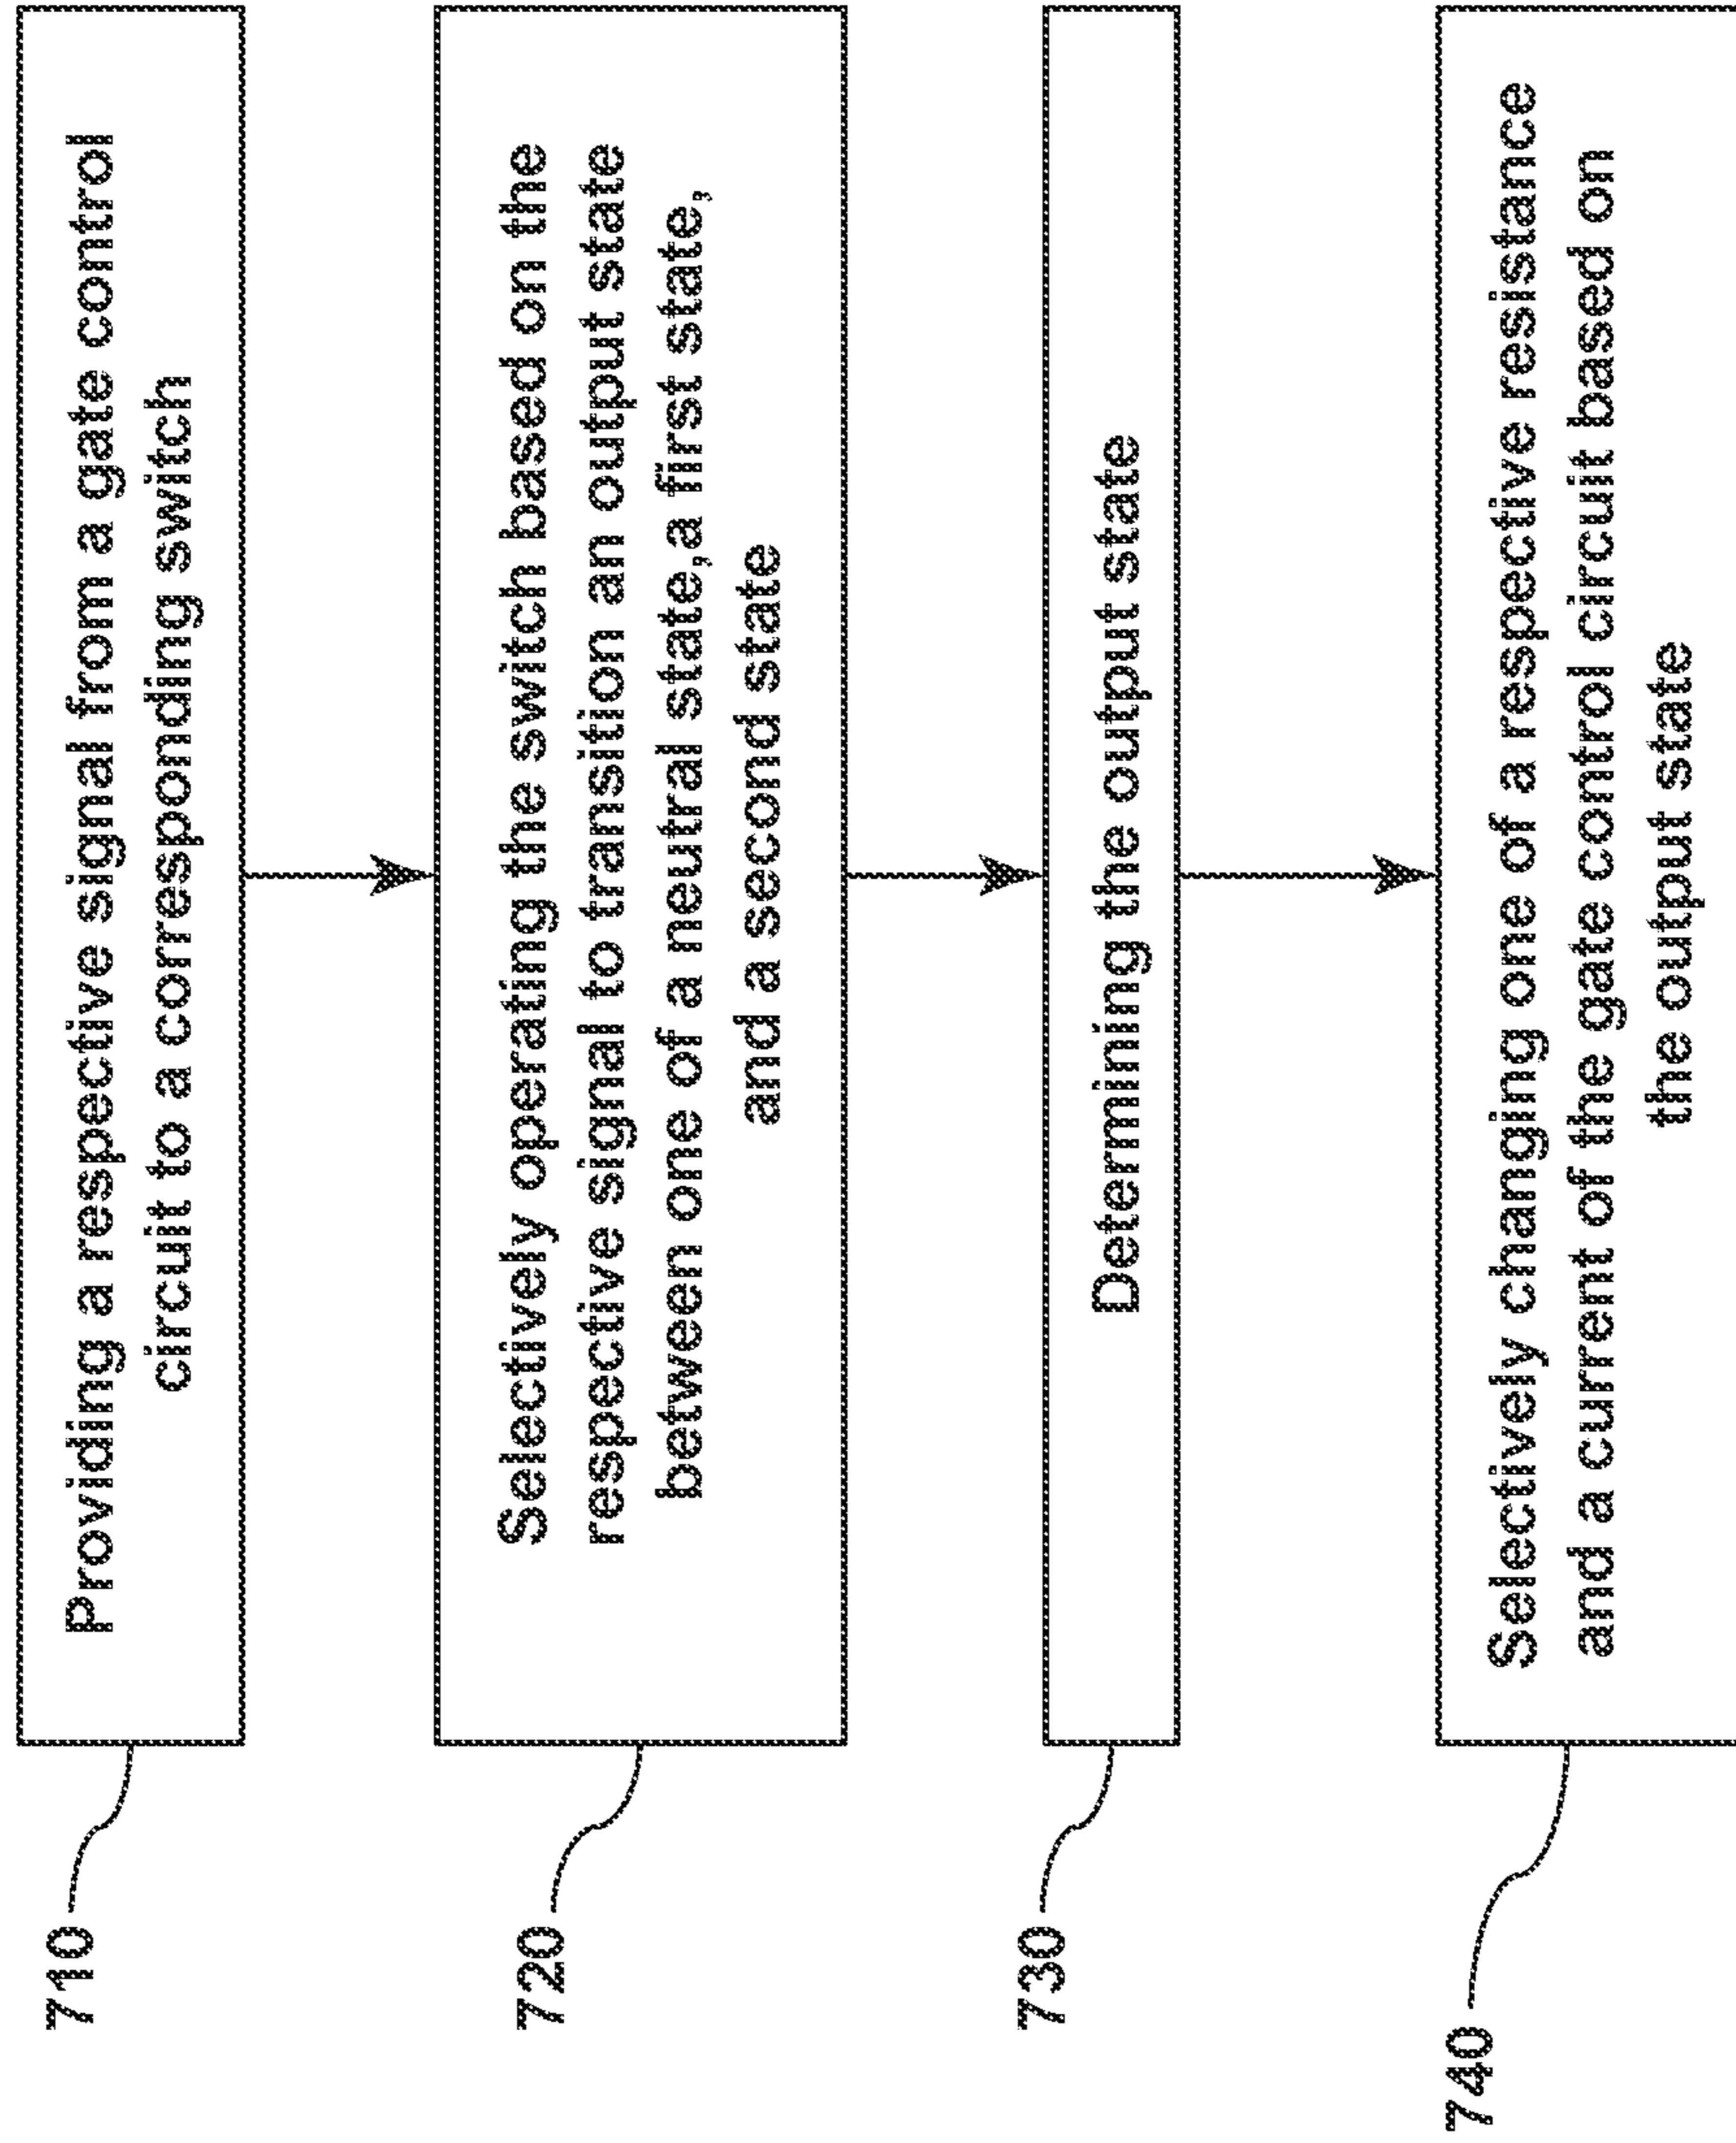 710
Providing a respective signal from a gate control
circuit to a corresponding switch
720
Selectively operating the switch based on the
respective signal to transition an output state
between one of a neutral state,a first state,
and a second state
730
Determining the output state
740
Selectively changing one of a respective resistance
and a current of the gate control circuit based on
the output state